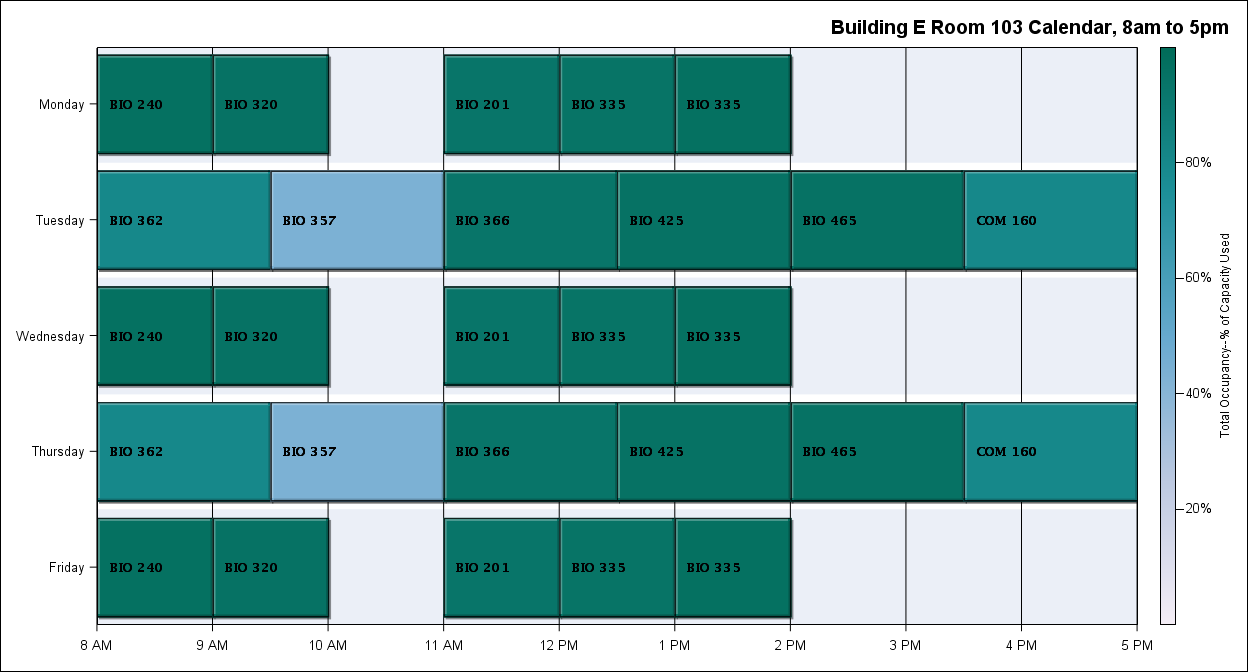 Building E Room 103 Calendar, 8am to 5pm
Monday
BIO 240
BIO 320
BIO 201
BIO 335
BIO 335
Tuesday
BIO 362
BIO 357
BIO 366
BIO 425
BIO 465
COM 160
Wednesday
BIO 240
BIO 320
BIO 201
BIO 335
BIO 335
Thursday
BIO 362
BIO 357
BIO 366
BIO 425
BIO 465
COM 160
Friday
BIO 240
BIO 320
BIO 201
BIO 335
BIO 335
8 AM
9 AM
10 AM
11 AM
12 PM
1 PM
2 PM
3 PM
4 PM
5 PM
80%
60%
40%
20%
Total Occupancy--% of Capacity Used